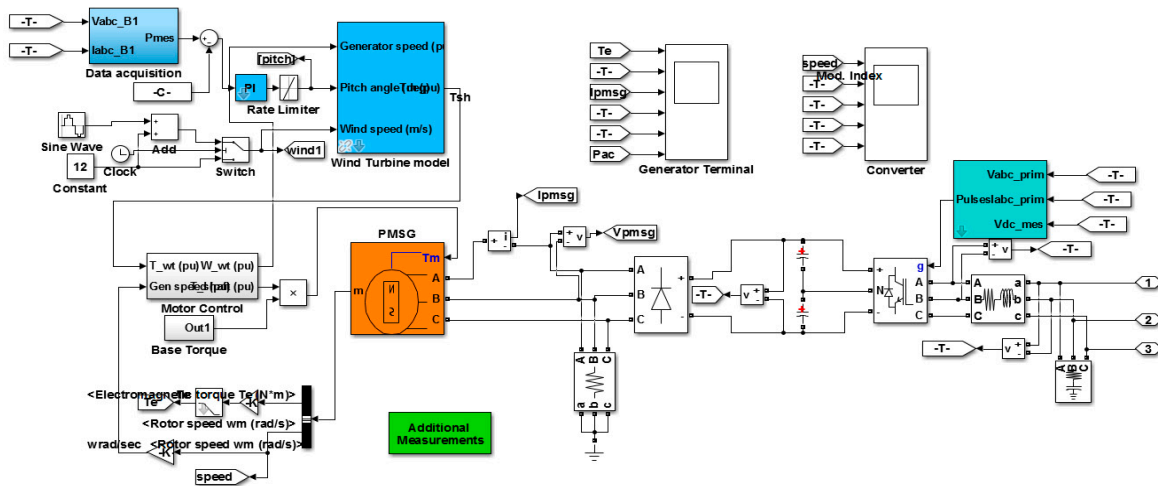 -T-
-T-
Vabc_B1
Iabc_B1
Pmes
Data acquisition
-C-
+
-
PI
Rate Limiter
[pitch]
Generator speed (pu
Pitch angle (deg)
(pu)
Wind speed (m/s)
Tsh
Wind Turbine model
Sine Wave
+
+
Add
12
Constant
Clock
Switch
wind1
Te
-T-
Ipmsg
-T-
-T-
Pac
Generator Terminal
speed
Mod. Index
-T-
-T-
-T-
-T-
Converter
Vabc_prim
PulsesIabc_prim
Vdc_mes
-T-
-T-
-T-
Ipmsg
Vpmsg
+
-
i
+
-
v
PMSG
Tm
m
N
S
A
B
C
T_wt (pu)
W_wt (pu)
Gen speed (pu)
(pu)
Motor Control
Out1
Base Torque
×
A
B
C
+
-
-T-
v
+
-
+
N
-
g
A
B
C
v
+
-
-T-
A
B
C
a
b
c
1
2
3
-T-
v
+
-
A
B
C
A B C
a b c
<Electromagnetic torque Te (N*m)>
Te
-K-
<Rotor speed wm (rad/s)>
wrad/sec
<Rotor speed wm (rad/s)>
-K-
speed
Additional
Measurements